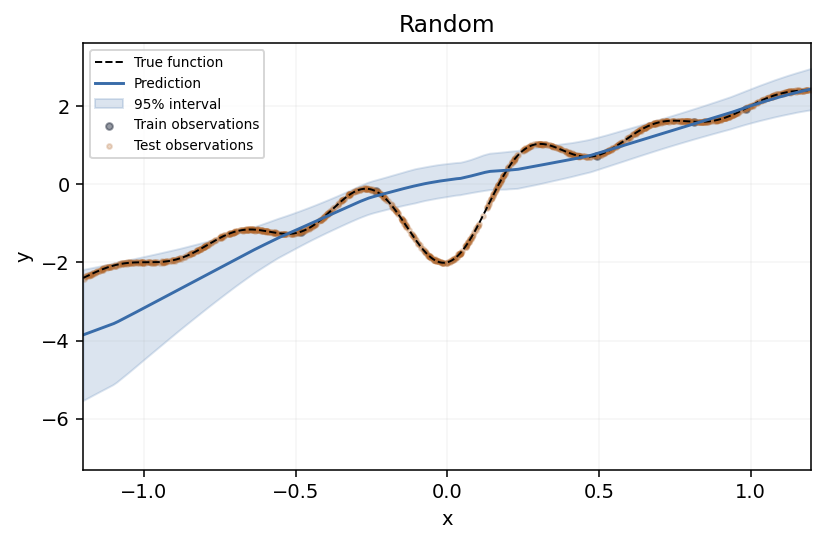 Random
True function
Prediction
95% interval
Train observations
Test observations
2
0
−2
−4
−6
y
−1.0 −0.5 0.0 0.5 1.0
x